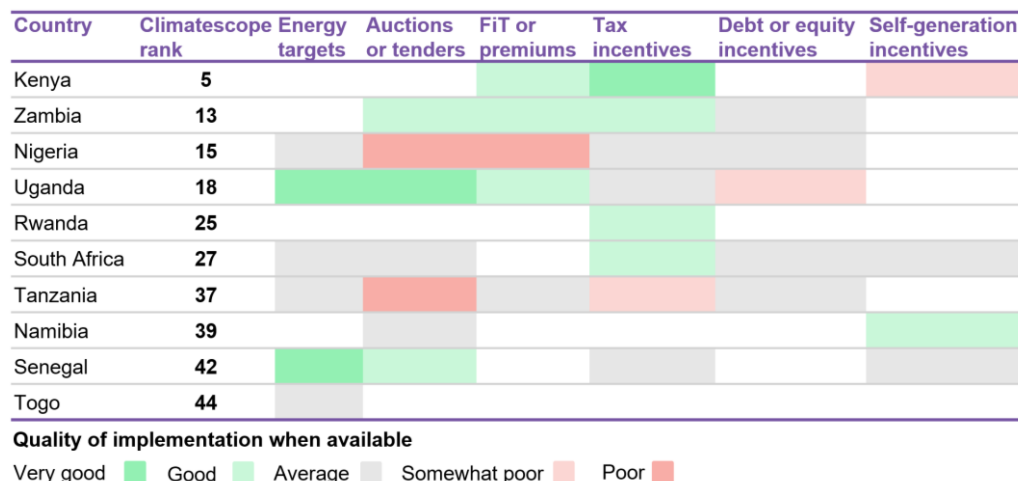 Country Climatescope Energy Auctions FiT or Tax Debt or equity Self-generation
rank targets or tenders premiums incentives incentives incentives
Kenya 5
Zambia 13
Nigeria 15
Uganda 18
Rwanda 25
South Africa 27
Tanzania 37
Namibia 39
Senegal 42
Togo 44
Quality of implementation when available
Very good Good Average Somewhat poor Poor